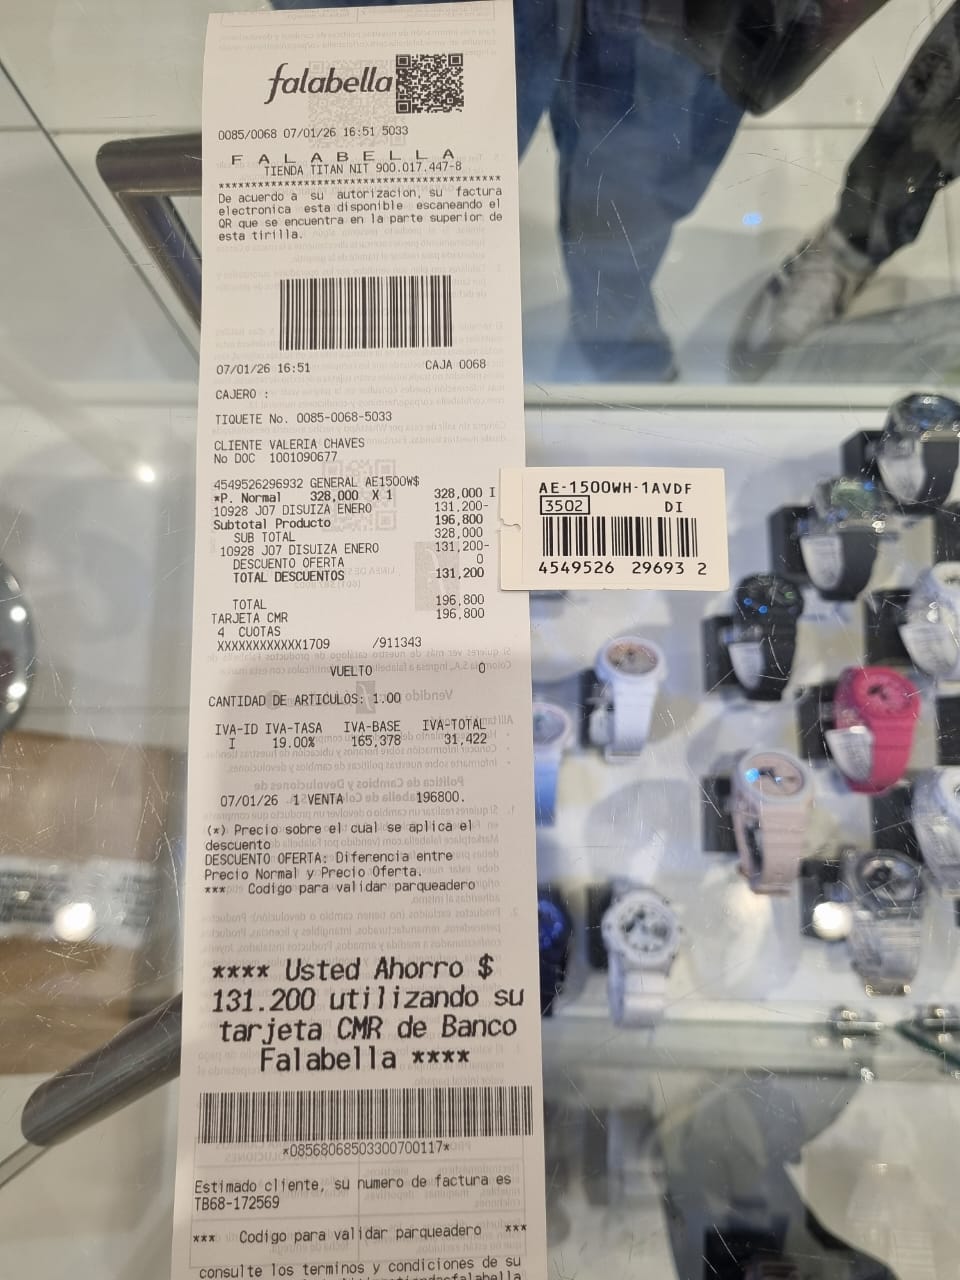 falabella
0085/0068 07/01/26 16:51 5033
F A L A B E L L A
TIENDA TITAN NIT 900.017.447-8
****************************************
De acuerdo a su autorizacion, su factura
electronica esta disponible escaneando el
QR que se encuentra en la parte superior de
esta tirilla.
07/01/26 16:51 CAJA 0068
CAJERO :
TIQUETE No. 0085-0068-5033
CLIENTE VALERIA CHAVES
No DOC 1001090677
4549526296932 GENERAL AE1500W$
*P. Normal 328,000 X 1 328,000 I
10928 J07 DISUIZA ENERO 131,200-
Subtotal Producto 196,800
SUB TOTAL 328,000
10928 J07 DISUIZA ENERO 131,200-
DESCUENTO OFERTA 0
TOTAL DESCUENTOS 131,200
TOTAL 196,800
TARJETA CMR 196,800
4 CUOTAS
XXXXXXXXXXXX1709 /911343
VUELTO 0
CANTIDAD DE ARTICULOS: 1.00
IVA-ID IVA-TASA IVA-BASE IVA-TOTAL
I 19.00% 165,378 31,422
07/01/26 1 VENTA 196800.
(*) Precio sobre el cual se aplica el
descuento
DESCUENTO OFERTA: Diferencia entre
Precio Normal y Precio Oferta.
*** Codigo para validar parqueadero
**** Usted Ahorro $
131.200 utilizando su
tarjeta CMR de Banco
Falabella ****
*08568068503300700117*
Estimado cliente, su numero de factura es
TB68-172569
*** Codigo para validar parqueadero ***
consulte los terminos y condiciones de su
AE-1500WH-1AVDF
3502 DI
4549526 29693 2